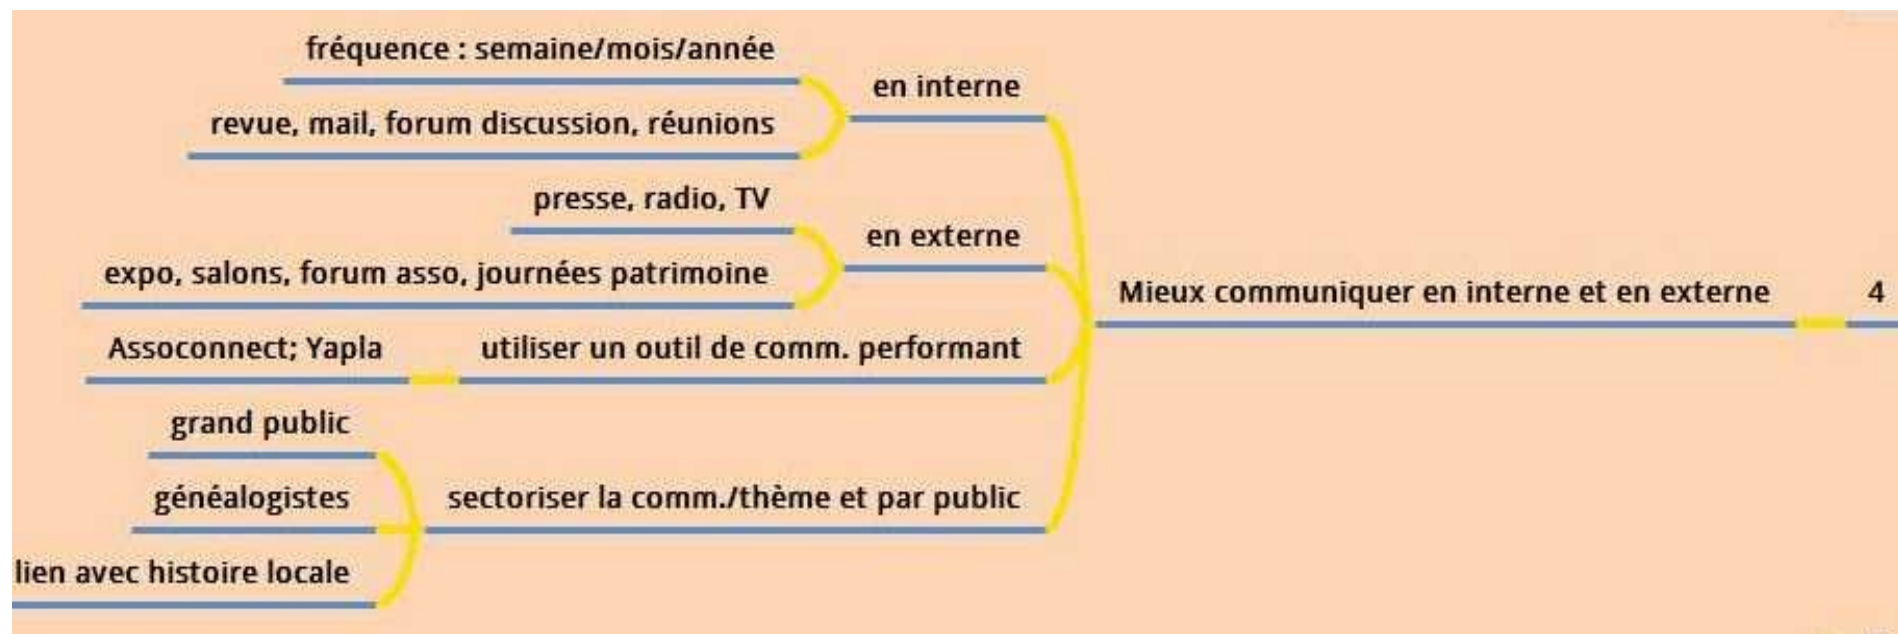 fréquence : semaine/mois/année
en interne
revue, mail, forum discussion, réunions
presse, radio, TV
en externe
expo, salons, forum asso, journées patrimoine
Mieux communiquer en interne et en externe
4
Assoconnect; Yapla
utiliser un outil de comm. performant
grand public
généalogistes
sectoriser la comm./thème et par public
lien avec histoire locale